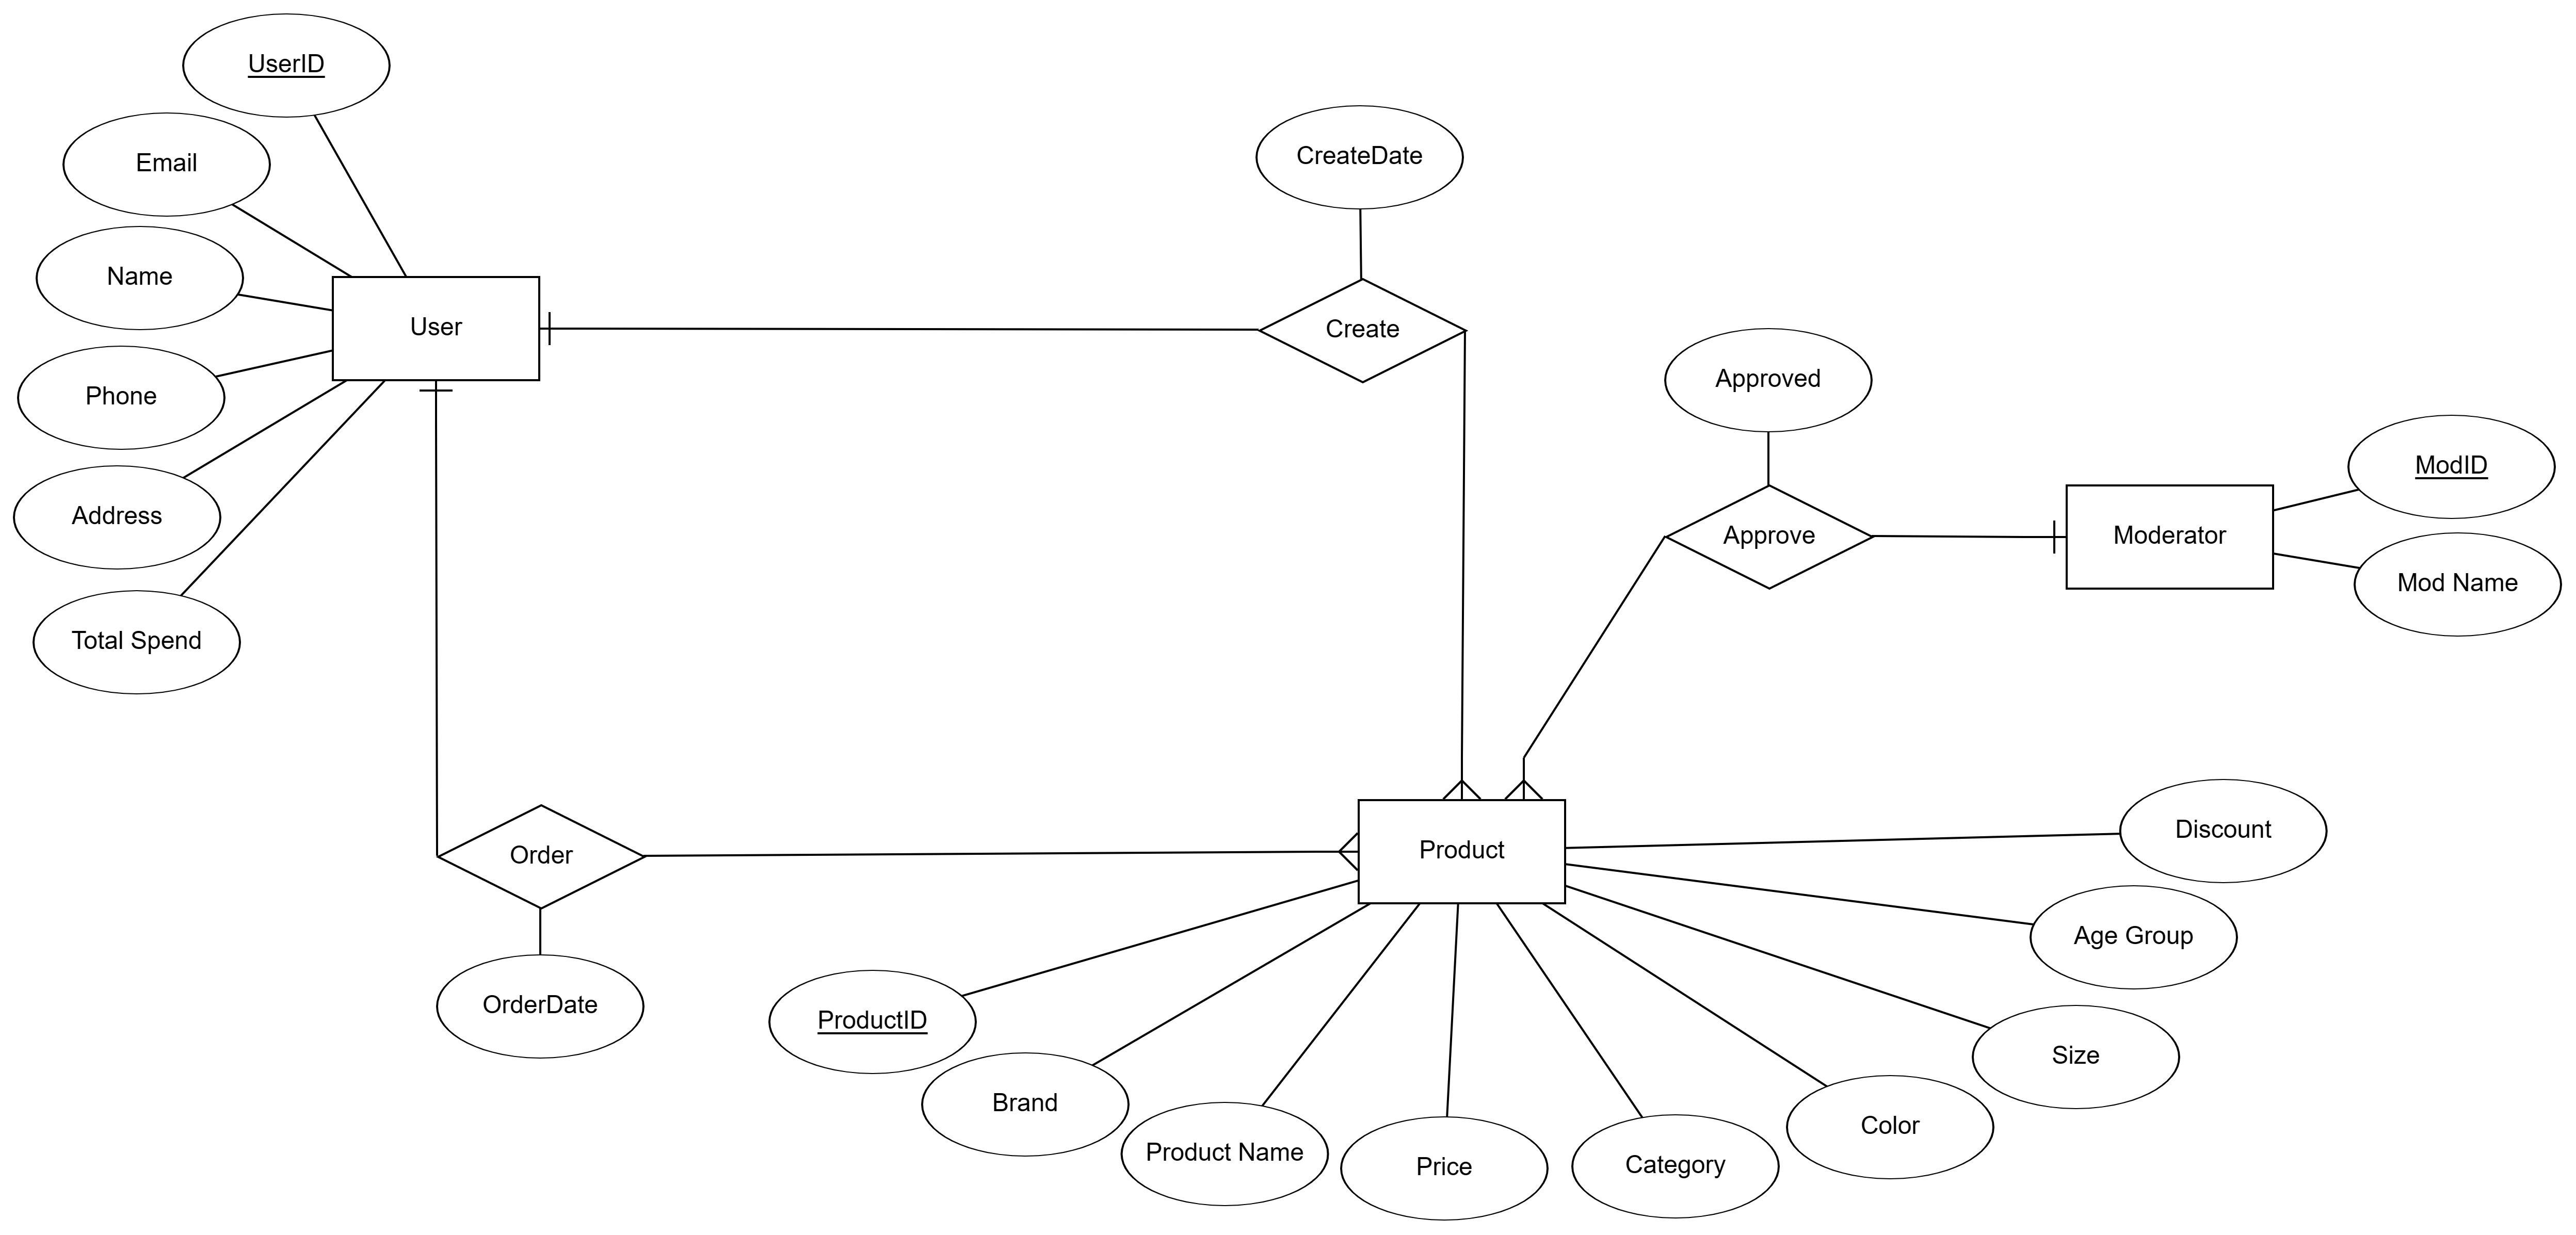 UserID
Email
Name
Phone
Address
Total Spend
User
CreateDate
Create
Approved
Approve
Moderator
ModID
Mod Name
Order
OrderDate
Product
ProductID
Brand
Product Name
Price
Category
Color
Size
Age Group
Discount